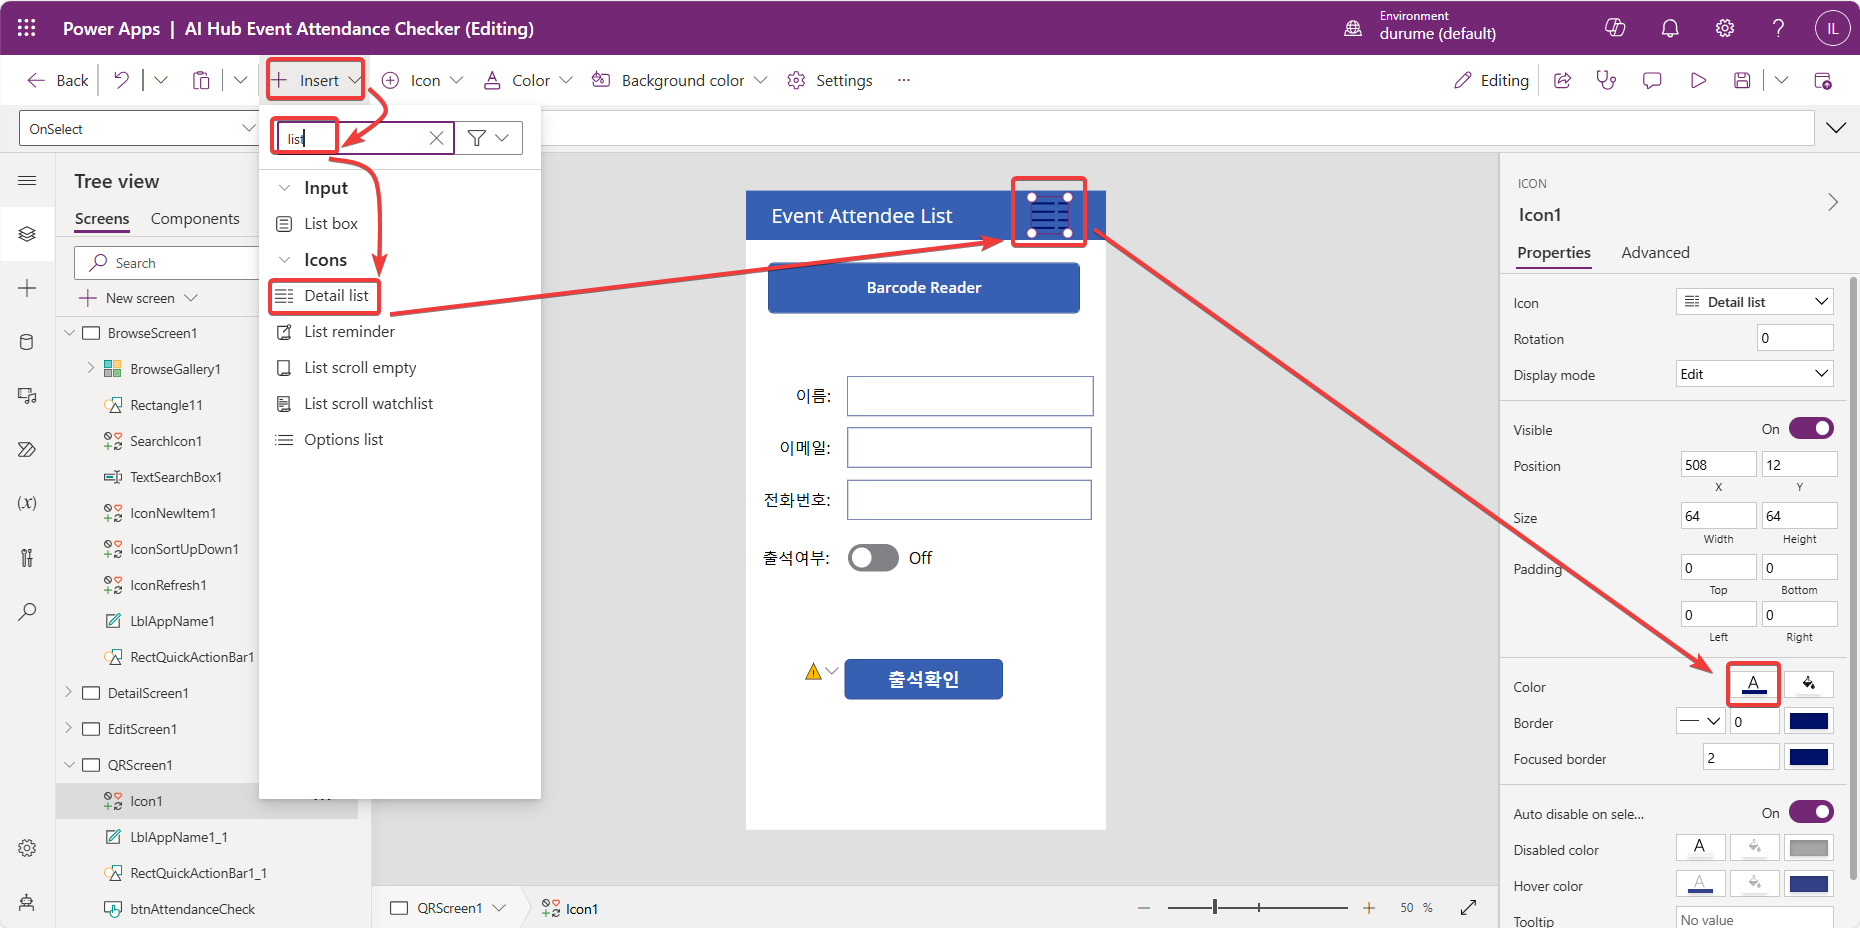 Power Apps | AI Hub Event Attendance Checker (Editing)
Environment
durume (default)
IL
Back
Insert
Icon
Color
Background color
Settings
...
Editing
OnSelect
list
Tree view
Screens
Components
Search
New screen
BrowseScreen1
BrowseGallery1
Rectangle11
SearchIcon1
TextSearchBox1
IconNewItem1
IconSortUpDown1
IconRefresh1
LblAppName1
RectQuickActionBar1
DetailScreen1
EditScreen1
QRScreen1
Icon1
LblAppName1_1
RectQuickActionBar1_1
btnAttendanceCheck
Input
List box
Icons
Detail list
List reminder
List scroll empty
List scroll watchlist
Options list
Event Attendee List
Barcode Reader
이름:
이메일:
전화번호:
출석여부:
Off
출석확인
QRScreen1
Icon1
50 %
ICON
Icon1
Properties
Advanced
Icon
Detail list
Rotation
0
Display mode
Edit
Visible
On
Position
508
12
X
Y
Size
64
64
Width
Height
Padding
0
0
Top
Bottom
0
0
Left
Right
Color
A
Border
0
Focused border
2
Auto disable on sele...
On
Disabled color
A
Hover color
A
Tooltip
No value